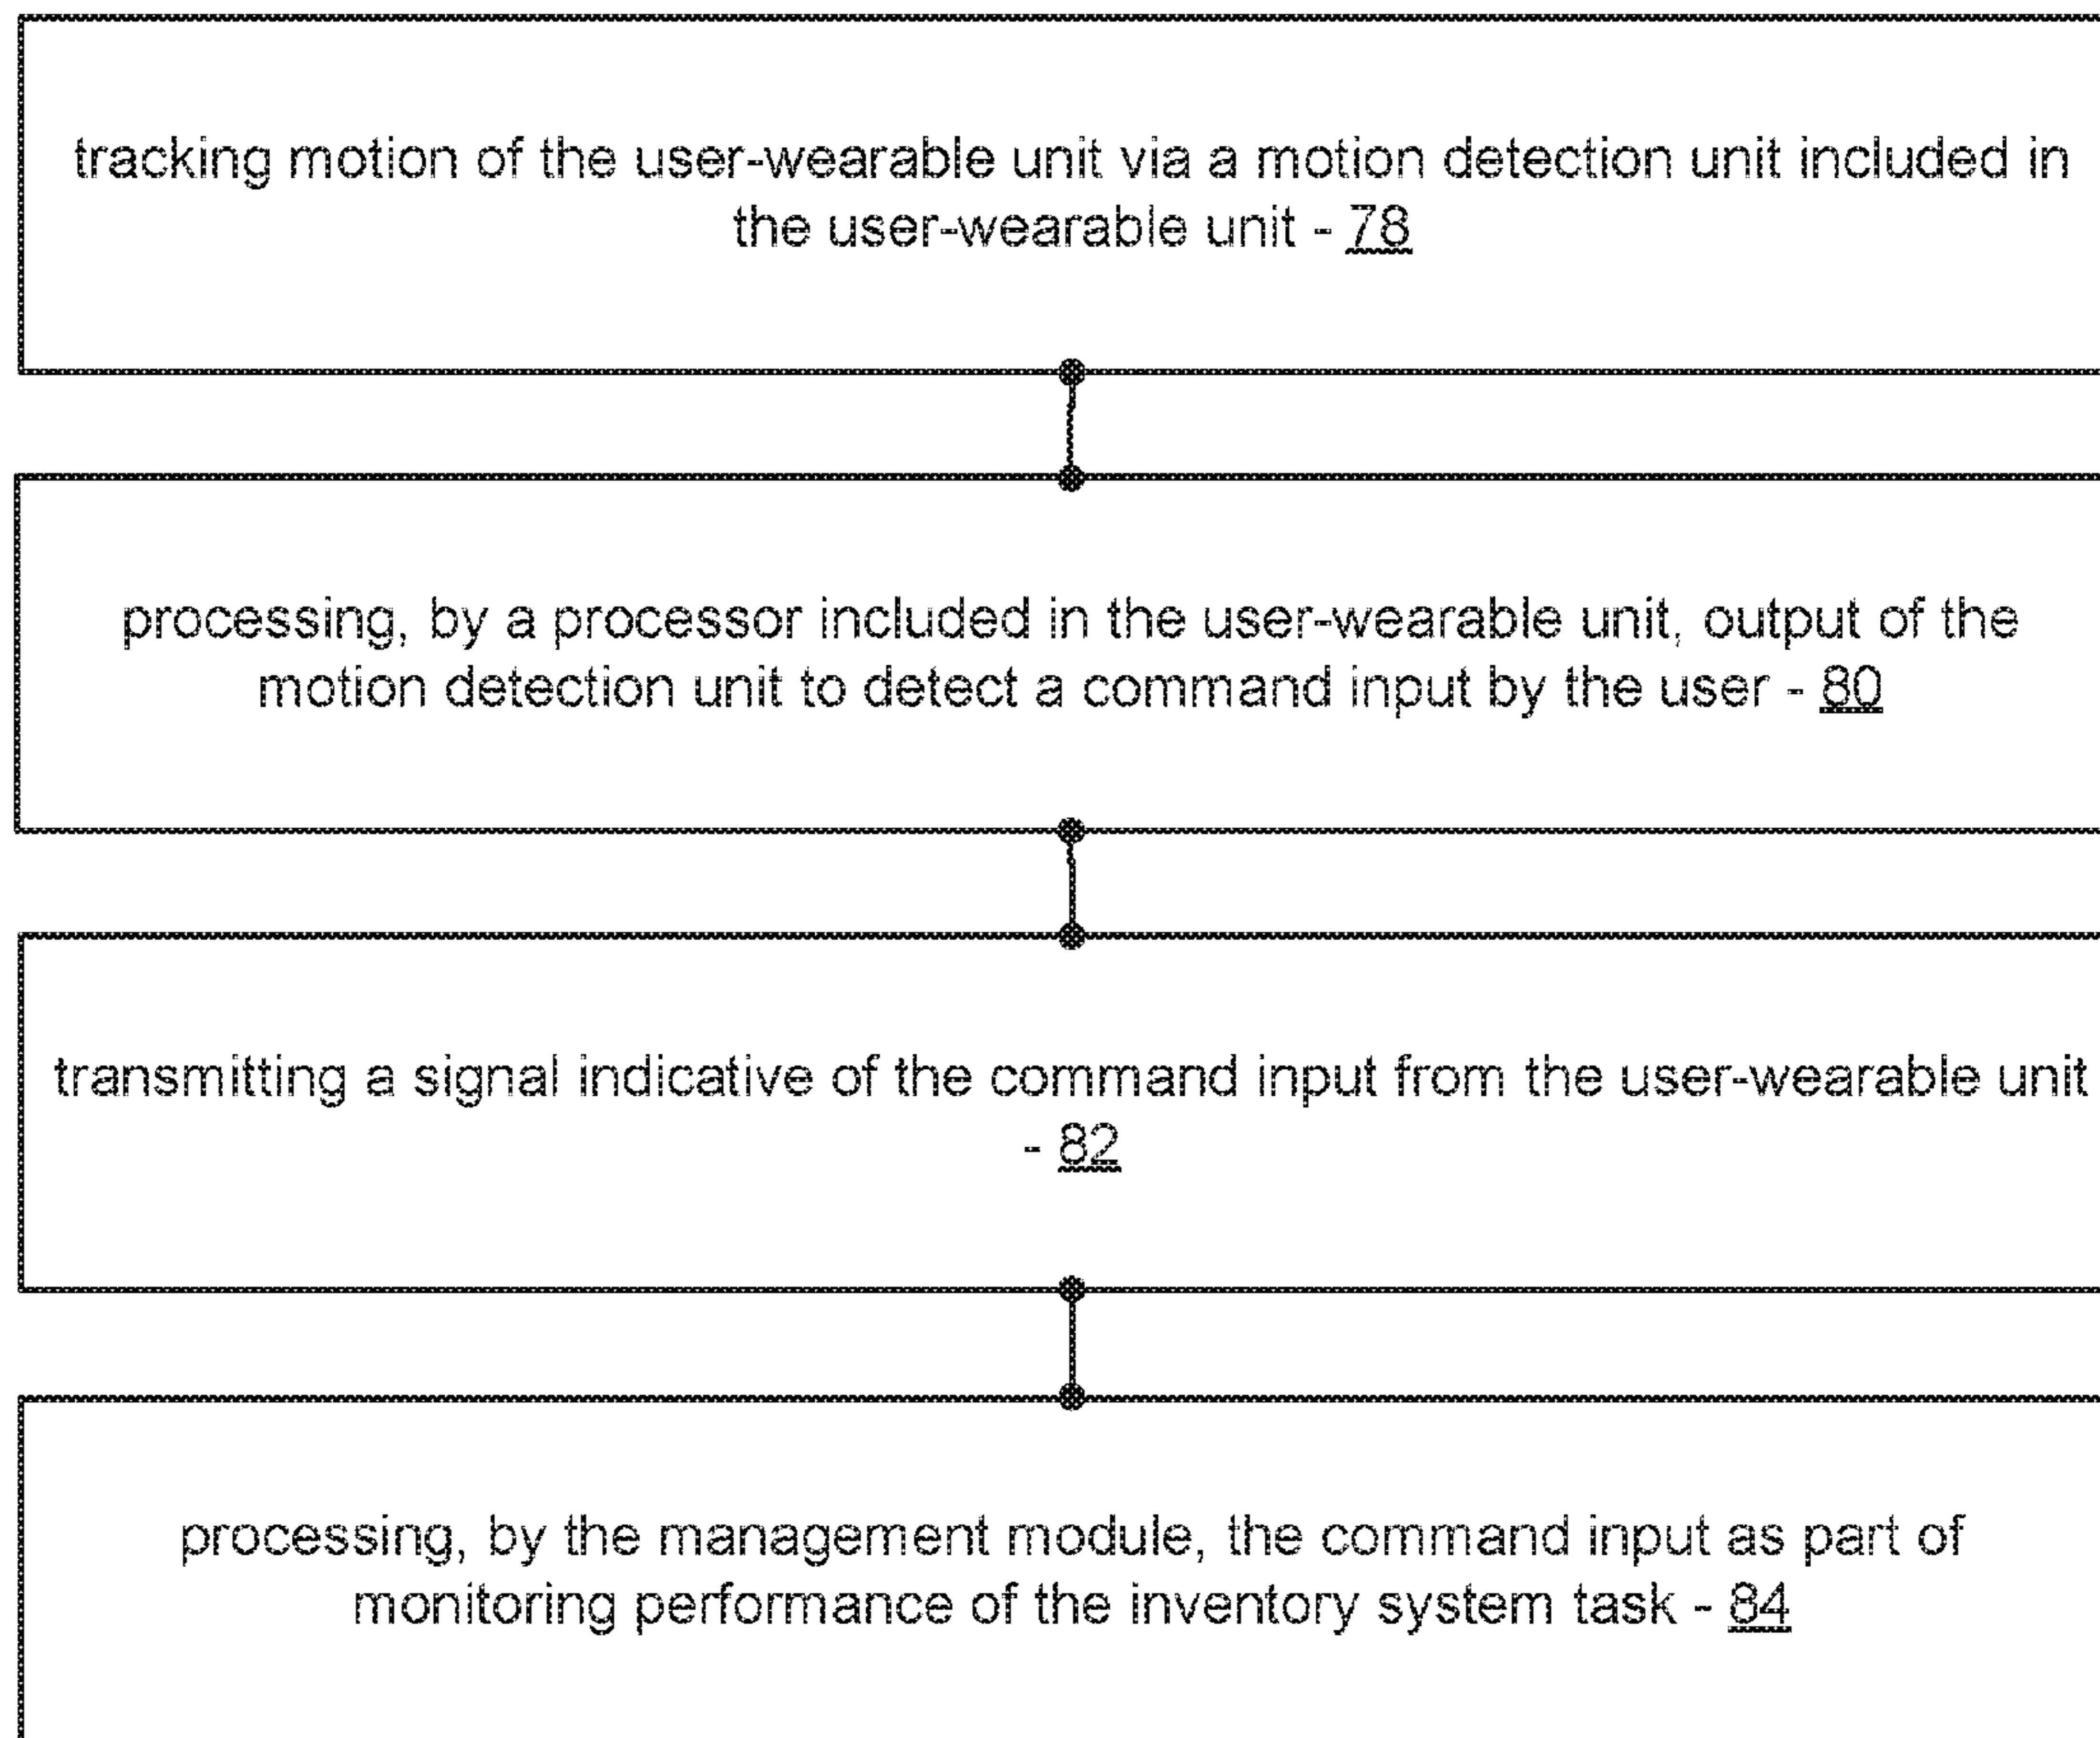 tracking motion of the user-wearable unit via a motion detection unit included in
the user-wearable unit - 78
processing, by a processor included in the user-wearable unit, output of the
motion detection unit to detect a command input by the user - 80
transmitting a signal indicative of the command input from the user-wearable unit
- 82
processing, by the management module, the command input as part of
monitoring performance of the inventory system task - 84